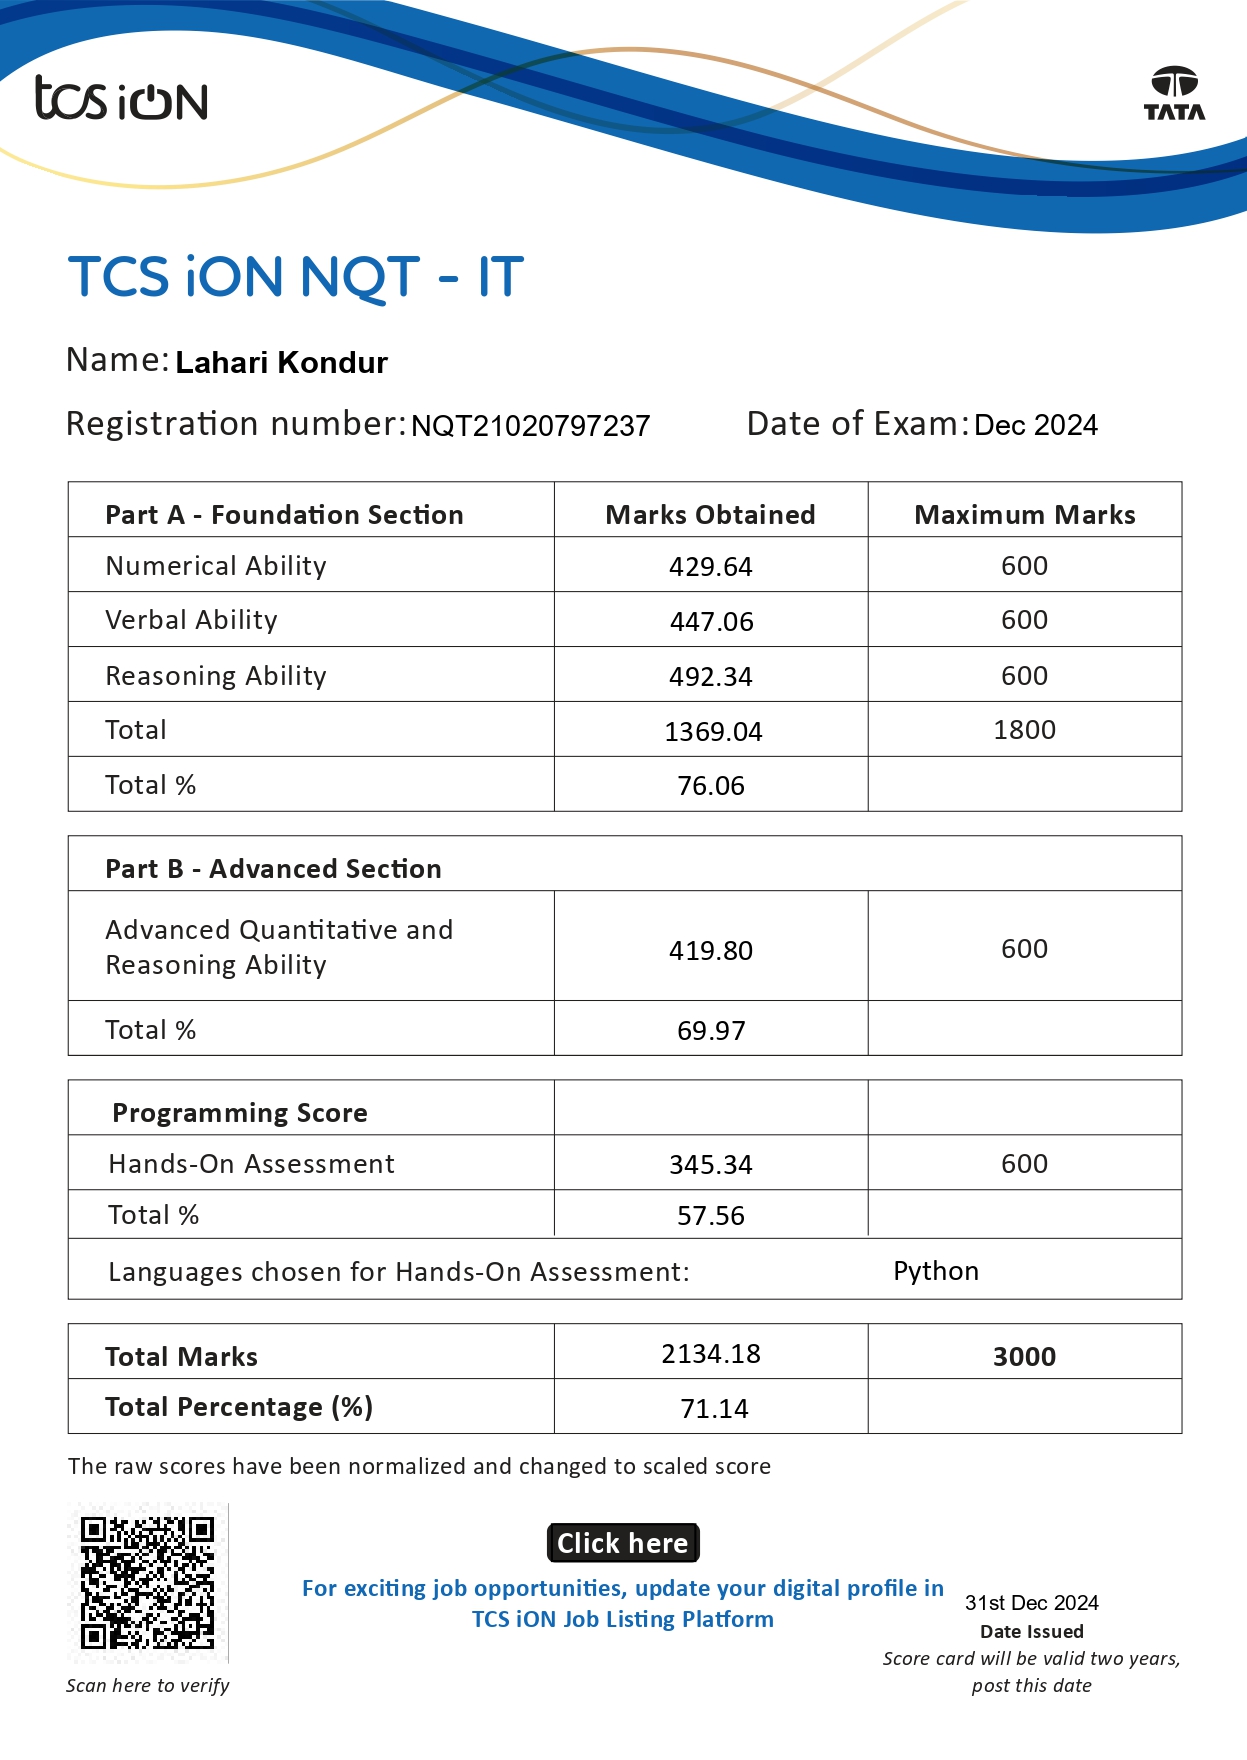 tcs iON
TATA
TCS iON NQT - IT
Name: Lahari Kondur
Registration number: NQT21020797237 Date of Exam: Dec 2024
Part A - Foundation Section Marks Obtained Maximum Marks
Numerical Ability 429.64 600
Verbal Ability 447.06 600
Reasoning Ability 492.34 600
Total 1369.04 1800
Total % 76.06
Part B - Advanced Section
Advanced Quantitative and
Reasoning Ability 419.80 600
Total % 69.97
Programming Score
Hands-On Assessment 345.34 600
Total % 57.56
Languages chosen for Hands-On Assessment: Python
Total Marks 2134.18 3000
Total Percentage (%) 71.14
The raw scores have been normalized and changed to scaled score
Click here
For exciting job opportunities, update your digital profile in
TCS iON Job Listing Platform
31st Dec 2024
Date Issued
Score card will be valid two years,
post this date
Scan here to verify